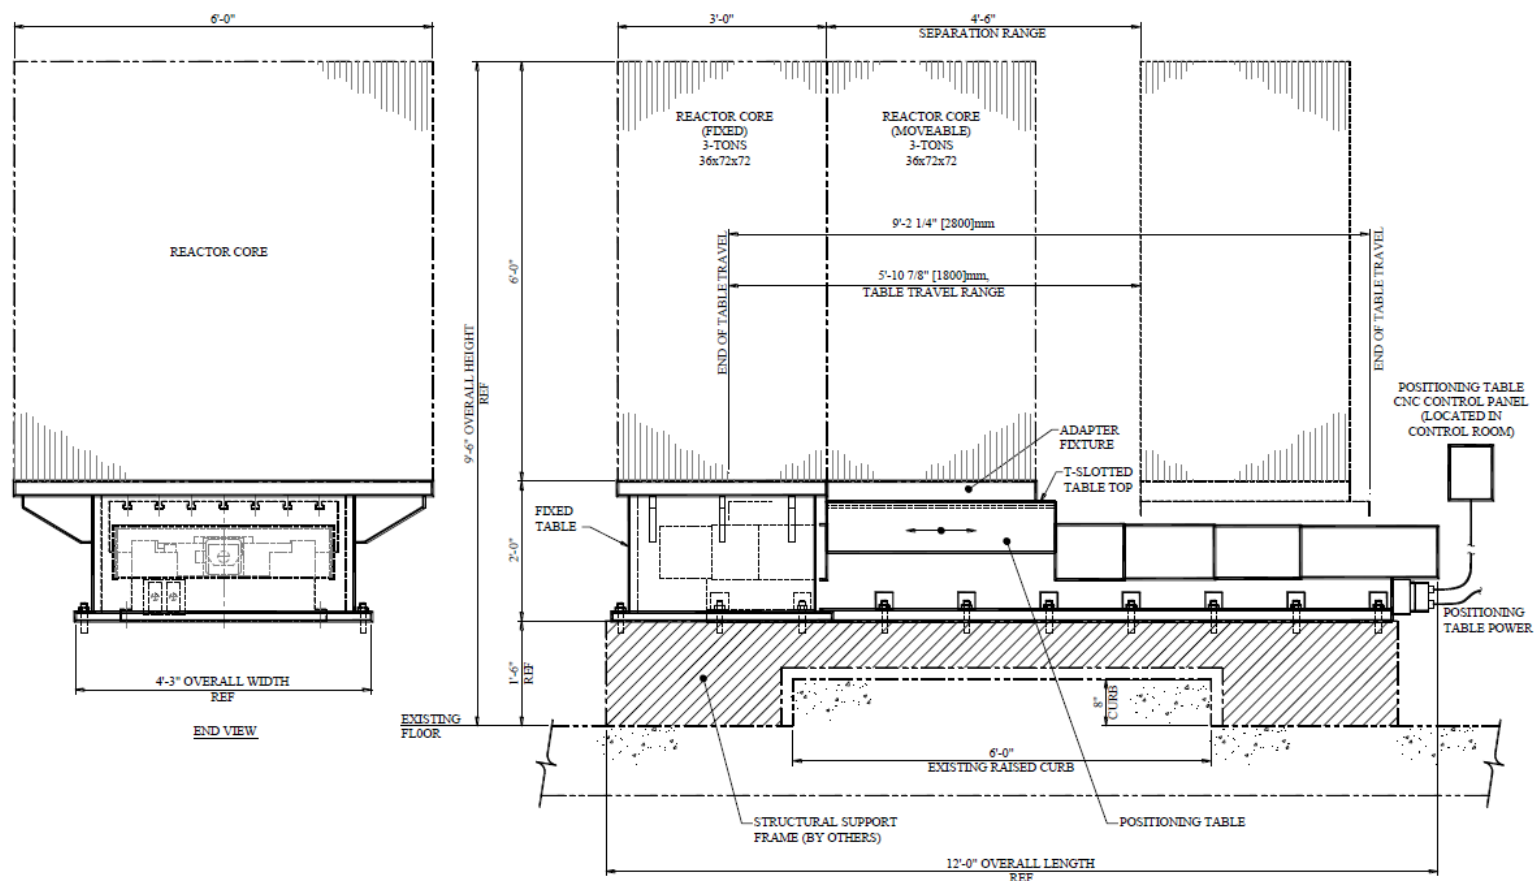 6'-0"
3'-0"
4'-6"
SEPARATION RANGE
REACTOR CORE
(FIXED)
3-TONS
36x72x72
REACTOR CORE
(MOVEABLE)
3-TONS
36x72x72
REACTOR CORE
9'-2 1/4" [2800]mm
5'-10 7/8" [1800]mm,
TABLE TRAVEL RANGE
END OF TABLE TRAVEL
END OF TABLE TRAVEL
6'-0"
9'-6" OVERALL HEIGHT
REF
POSITIONING TABLE
CNC CONTROL PANEL
(LOCATED IN
CONTROL ROOM)
ADAPTER
FIXTURE
T-SLOTTED
TABLE TOP
FIXED
TABLE
2'-0"
POSITIONING
TABLE POWER
1'-6"
REF
4'-3" OVERALL WIDTH
REF
END VIEW
EXISTING
FLOOR
8"
CURB
6'-0"
EXISTING RAISED CURB
STRUCTURAL SUPPORT
FRAME (BY OTHERS)
POSITIONING TABLE
12'-0" OVERALL LENGTH
REF